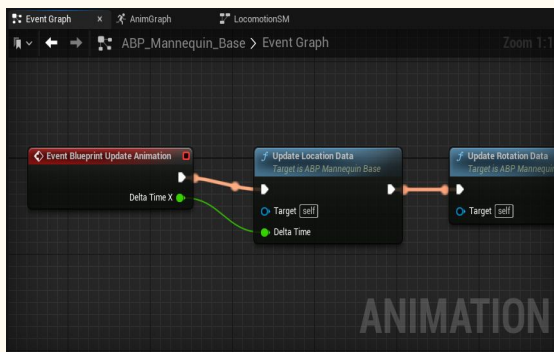 Event Graph
AnimGraph
LocomotionSM
ABP_Mannequin_Base > Event Graph
Zoom 1:1
Event Blueprint Update Animation
Delta Time X
Update Location Data
Target is ABP Mannequin Base
Target self
Delta Time
Update Rotation Data
Target is ABP Mannequin
Target self
ANIMATION